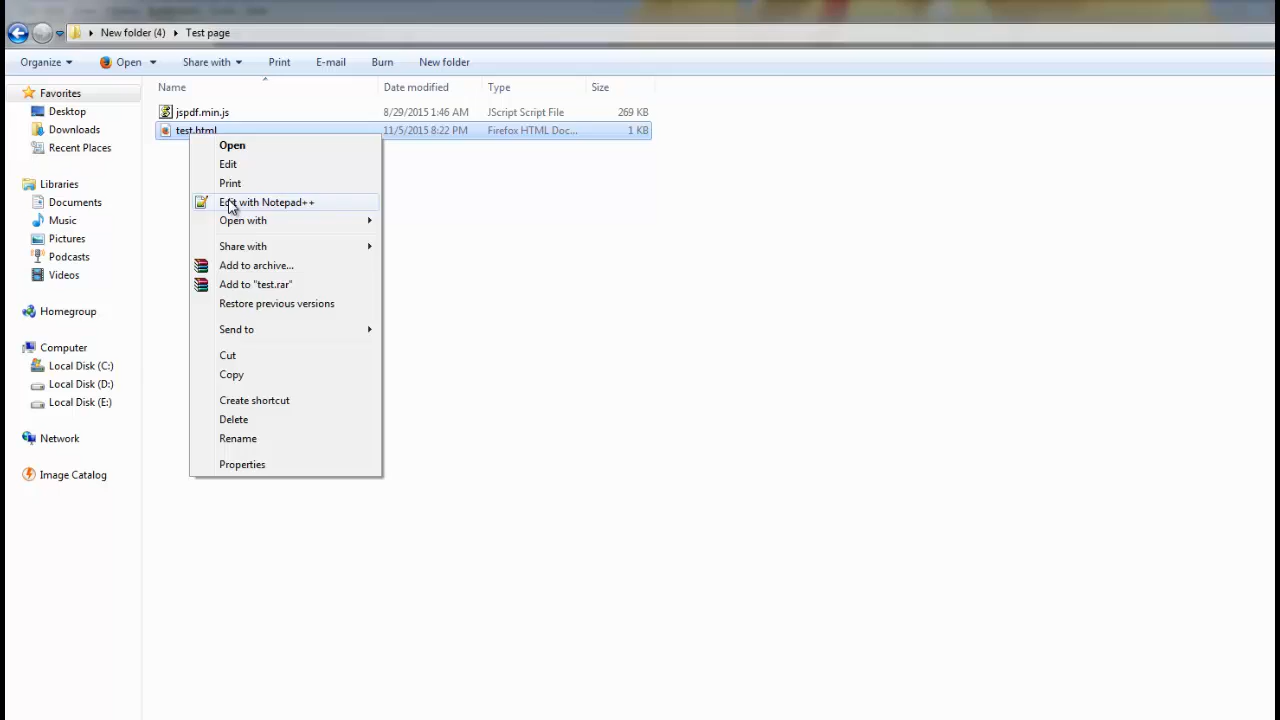 New folder (4) Test page
Organize Open Share with Print E-mail Burn New folder
Name Date modified Type Size
Favorites
Desktop
Downloads
Recent Places
Libraries
Documents
Music
Pictures
Podcasts
Videos
Homegroup
Computer
Local Disk (C:)
Local Disk (D:)
Local Disk (E:)
Network
Image Catalog
jspdf.min.js 8/29/2015 1:46 AM JScript Script File 269 KB
test.html 11/5/2015 8:22 PM Firefox HTML Doc... 1 KB
Open
Edit
Print
Edit with Notepad++
Open with
Share with
Add to archive...
Add to "test.rar"
Restore previous versions
Send to
Cut
Copy
Create shortcut
Delete
Rename
Properties